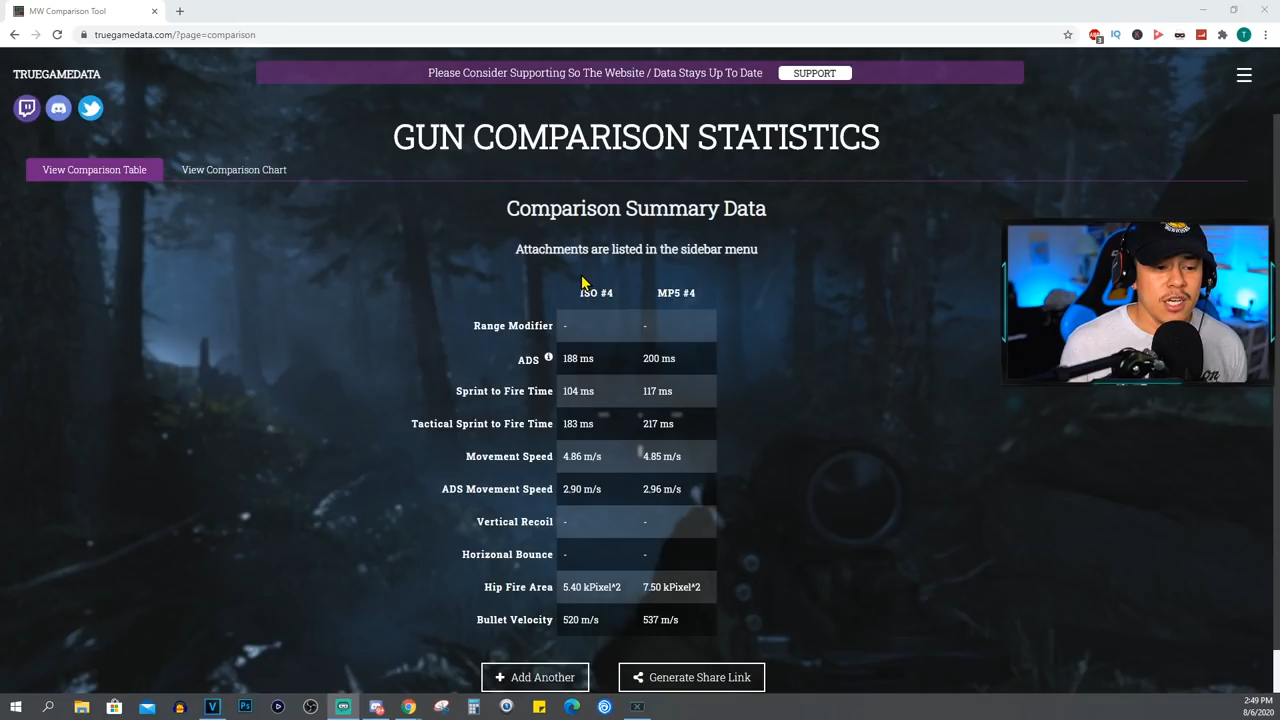 MW Comparison Tool
truegamedata.com/?page=comparison
TRUEGAMEDATA
Please Consider Supporting So The Website / Data Stays Up To Date SUPPORT
GUN COMPARISON STATISTICS
View Comparison Table View Comparison Chart
Comparison Summary Data
Attachments are listed in the sidebar menu
ISO #4 MP5 #4
Range Modifier - -
ADS 188 ms 200 ms
Sprint to Fire Time 104 ms 117 ms
Tactical Sprint to Fire Time 183 ms 217 ms
Movement Speed 4.86 m/s 4.85 m/s
ADS Movement Speed 2.90 m/s 2.96 m/s
Vertical Recoil - -
Horizonal Bounce - -
Hip Fire Area 5.40 kPixel^2 7.50 kPixel^2
Bullet Velocity 520 m/s 537 m/s
+ Add Another Generate Share Link
2:49 PM
8/6/2020